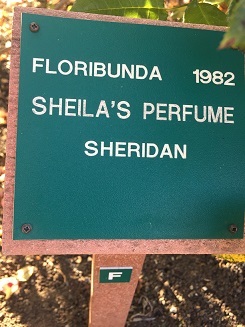 FLORIBUNDA 1982
SHEILA'S PERFUME
SHERIDAN
F